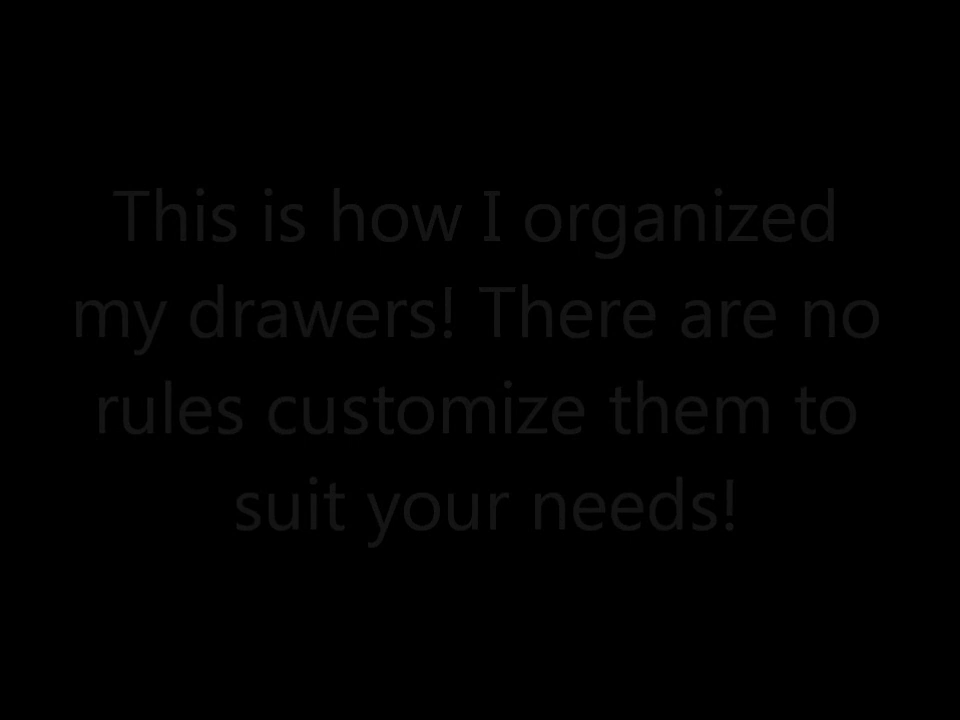 This is how I organized
my drawers! There are no
rules customize them to
suit your needs!